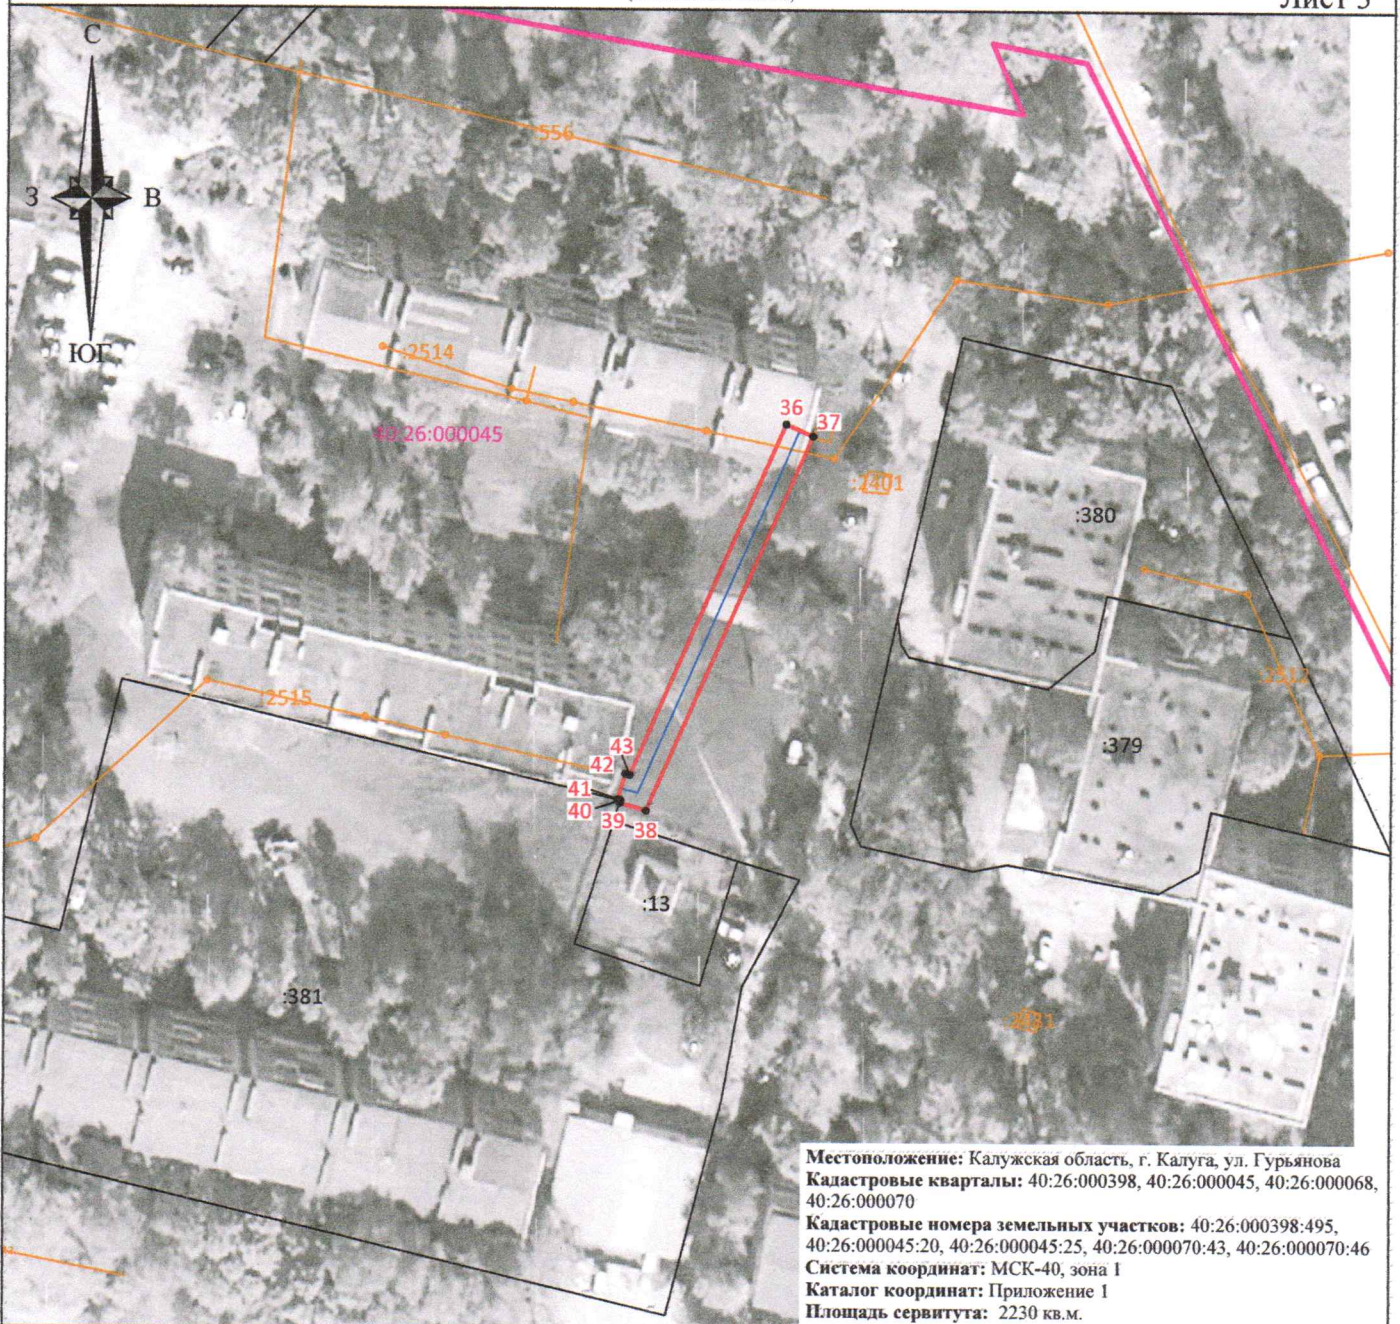 Лист 5
С
З
В
ЮГ
556
:2514
40:26:000045
36
37
:2401
:380
:2512
:379
2515
43
42
41
40
39
38
:13
:381
Местоположение: Калужская область, г. Калуга, ул. Гурьянова
Кадастровые кварталы: 40:26:000398, 40:26:000045, 40:26:000068,
40:26:000070
Кадастровые номера земельных участков: 40:26:000398:495,
40:26:000045:20, 40:26:000045:25, 40:26:000070:43, 40:26:000070:46
Система координат: МСК-40, зона 1
Каталог координат: Приложение 1
Площадь сервитута: 2230 кв.м.